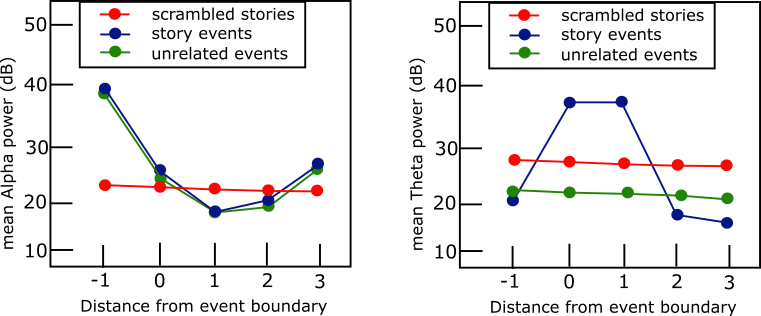 scrambled stories
story events
unrelated events
50
40
30
20
10
mean Alpha power (dB)
-1 0 1 2 3
Distance from event boundary
scrambled stories
story events
unrelated events
50
40
30
20
10
mean Theta power (dB)
-1 0 1 2 3
Distance from event boundary